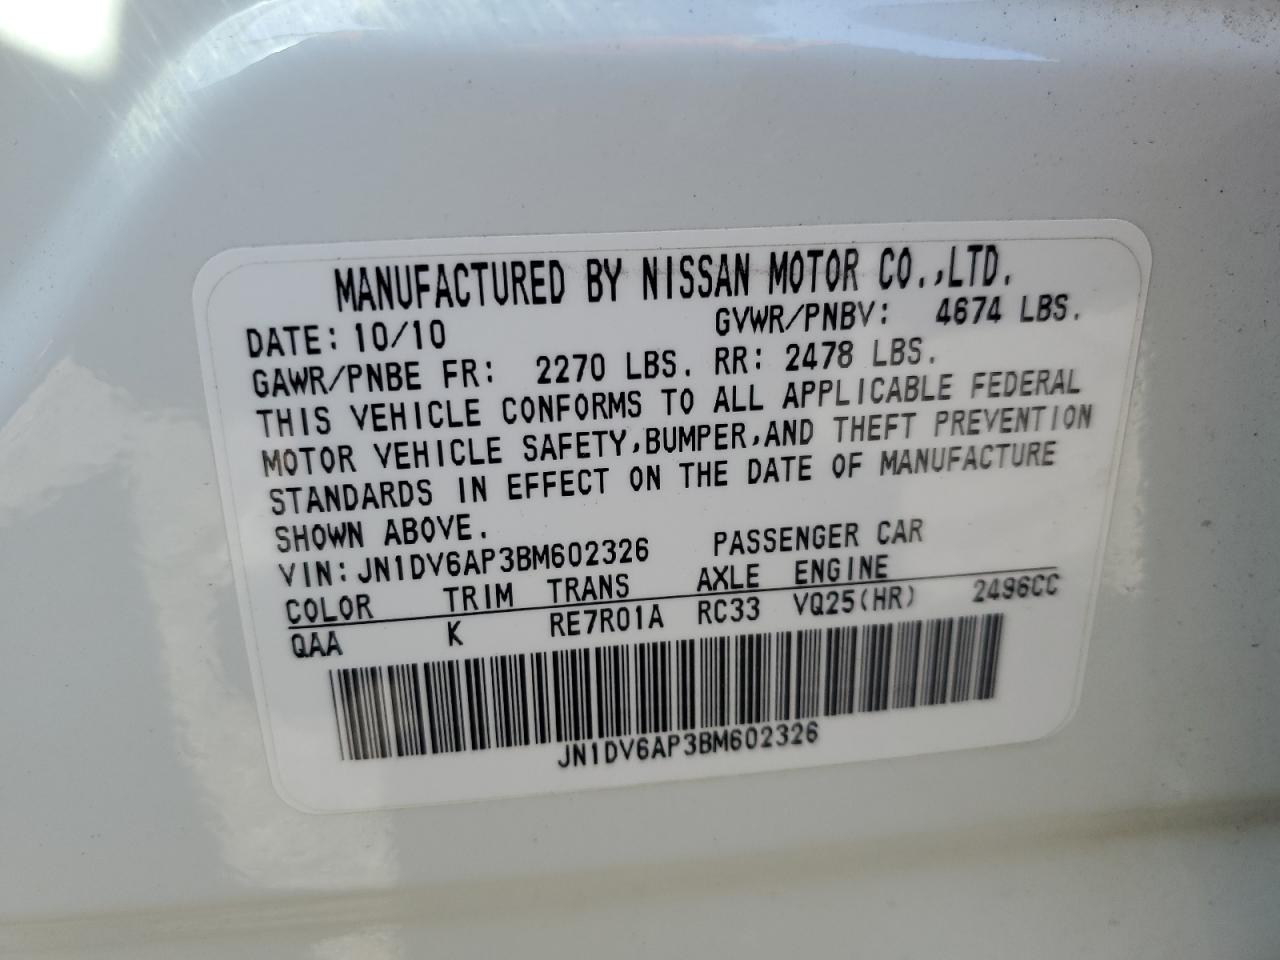 MANUFACTURED BY NISSAN MOTOR CO.,LTD.
DATE: 10/10 GVWR/PNBV: 4674 LBS.
GAWR/PNBE FR: 2270 LBS. RR: 2478 LBS.
THIS VEHICLE CONFORMS TO ALL APPLICABLE FEDERAL
MOTOR VEHICLE SAFETY,BUMPER,AND THEFT PREVENTION
STANDARDS IN EFFECT ON THE DATE OF MANUFACTURE
SHOWN ABOVE.
VIN: JN1DV6AP3BM602326 PASSENGER CAR
COLOR TRIM TRANS AXLE ENGINE
QAA K RE7R01A RC33 VQ25(HR) 2496CC
JN1DV6AP3BM602326